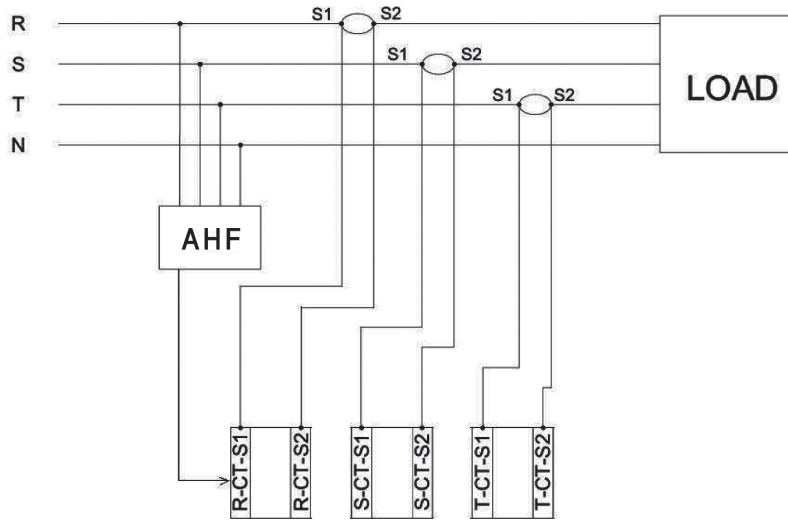 R
S1 S2
S
S1 S2
T
S1 S2
N
LOAD
AHF
R-CT-S1
R-CT-S2
S-CT-S1
S-CT-S2
T-CT-S1
T-CT-S2